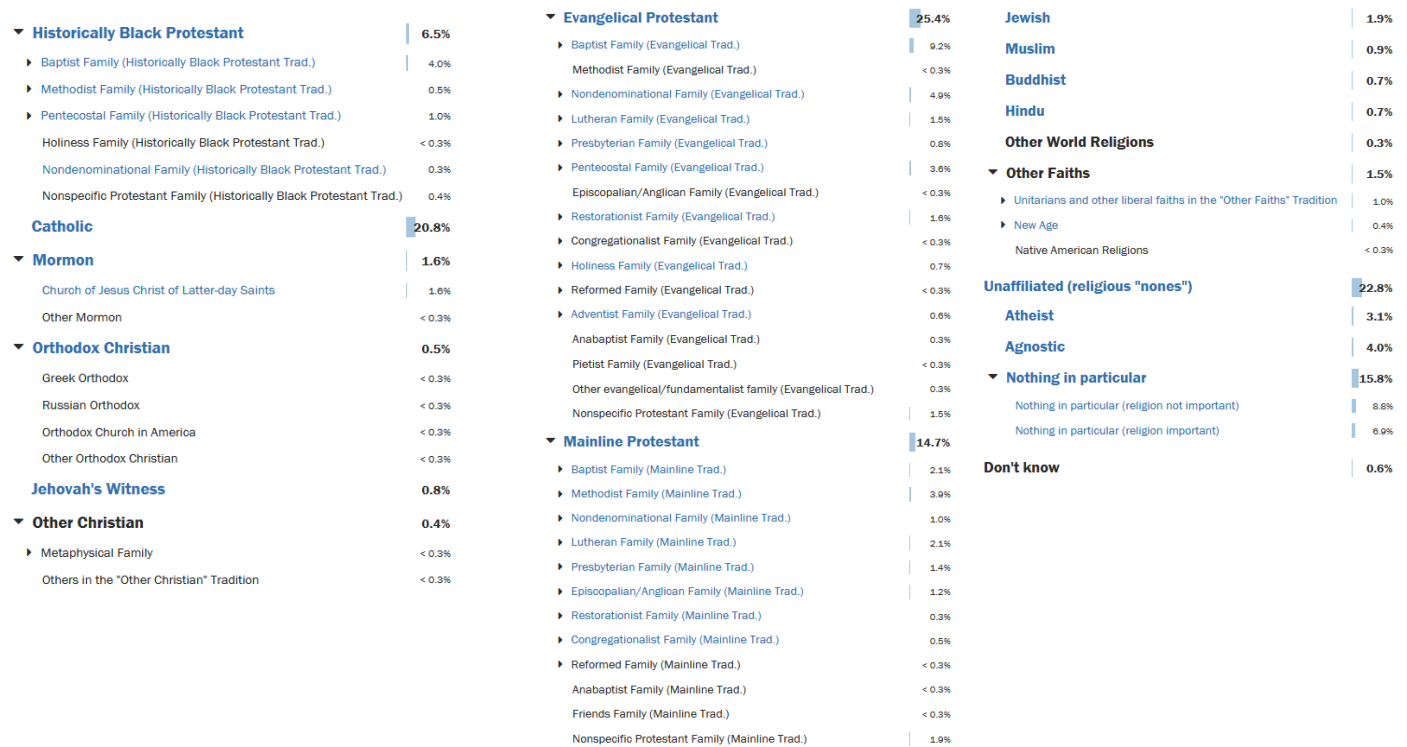 Historically Black Protestant 6.5%
Baptist Family (Historically Black Protestant Trad.) 4.0%
Methodist Family (Historically Black Protestant Trad.) 0.5%
Pentecostal Family (Historically Black Protestant Trad.) 1.0%
Holiness Family (Historically Black Protestant Trad.) < 0.3%
Nondenominational Family (Historically Black Protestant Trad.) 0.3%
Nonspecific Protestant Family (Historically Black Protestant Trad.) 0.4%
Catholic 20.8%
Mormon 1.6%
Church of Jesus Christ of Latter-day Saints 1.6%
Other Mormon < 0.3%
Orthodox Christian 0.5%
Greek Orthodox < 0.3%
Russian Orthodox < 0.3%
Orthodox Church in America < 0.3%
Other Orthodox Christian < 0.3%
Jehovah's Witness 0.8%
Other Christian 0.4%
Metaphysical Family < 0.3%
Others in the "Other Christian" Tradition < 0.3%
Evangelical Protestant 25.4%
Baptist Family (Evangelical Trad.) 9.2%
Methodist Family (Evangelical Trad.) < 0.3%
Nondenominational Family (Evangelical Trad.) 4.9%
Lutheran Family (Evangelical Trad.) 1.5%
Presbyterian Family (Evangelical Trad.) 0.8%
Pentecostal Family (Evangelical Trad.) 3.6%
Episcopalian/Anglican Family (Evangelical Trad.) < 0.3%
Restorationist Family (Evangelical Trad.) 1.6%
Congregationalist Family (Evangelical Trad.) < 0.3%
Holiness Family (Evangelical Trad.) 0.7%
Reformed Family (Evangelical Trad.) < 0.3%
Adventist Family (Evangelical Trad.) 0.6%
Anabaptist Family (Evangelical Trad.) 0.3%
Pietist Family (Evangelical Trad.) < 0.3%
Other evangelical/fundamentalist family (Evangelical Trad.) 0.3%
Nonspecific Protestant Family (Evangelical Trad.) 1.5%
Mainline Protestant 14.7%
Baptist Family (Mainline Trad.) 2.1%
Methodist Family (Mainline Trad.) 3.9%
Nondenominational Family (Mainline Trad.) 1.0%
Lutheran Family (Mainline Trad.) 2.1%
Presbyterian Family (Mainline Trad.) 1.4%
Episcopalian/Anglican Family (Mainline Trad.) 1.2%
Restorationist Family (Mainline Trad.) 0.3%
Congregationalist Family (Mainline Trad.) 0.5%
Reformed Family (Mainline Trad.) < 0.3%
Anabaptist Family (Mainline Trad.) < 0.3%
Friends Family (Mainline Trad.) < 0.3%
Nonspecific Protestant Family (Mainline Trad.) 1.9%
Jewish 1.9%
Muslim 0.9%
Buddhist 0.7%
Hindu 0.7%
Other World Religions 0.3%
Other Faiths 1.5%
Unitarians and other liberal faiths in the "Other Faiths" Tradition 1.0%
New Age 0.4%
Native American Religions < 0.3%
Unaffiliated (religious "nones") 22.8%
Atheist 3.1%
Agnostic 4.0%
Nothing in particular 15.8%
Nothing in particular (religion not important) 8.8%
Nothing in particular (religion important) 6.9%
Don't know 0.6%